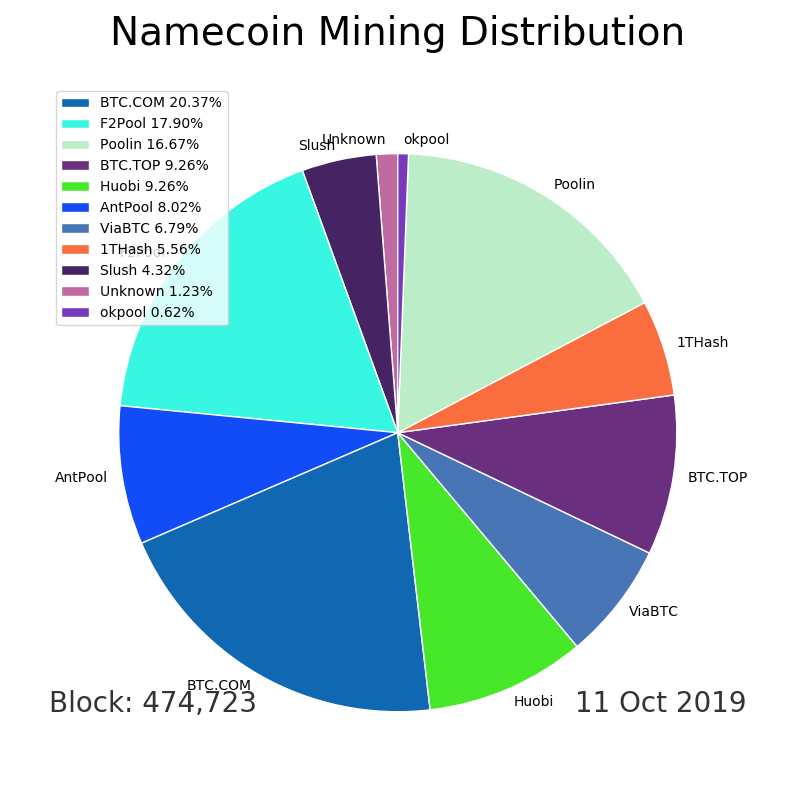 Namecoin Mining Distribution
BTC.COM 20.37%
F2Pool 17.90%
Poolin 16.67%
BTC.TOP 9.26%
Huobi 9.26%
AntPool 8.02%
ViaBTC 6.79%
1THash 5.56%
Slush 4.32%
Unknown 1.23%
okpool 0.62%
Slush
Unknown
okpool
Poolin
F2Pool
1THash
AntPool
BTC.TOP
ViaBTC
BTC.COM
Huobi
Block: 474,723
11 Oct 2019